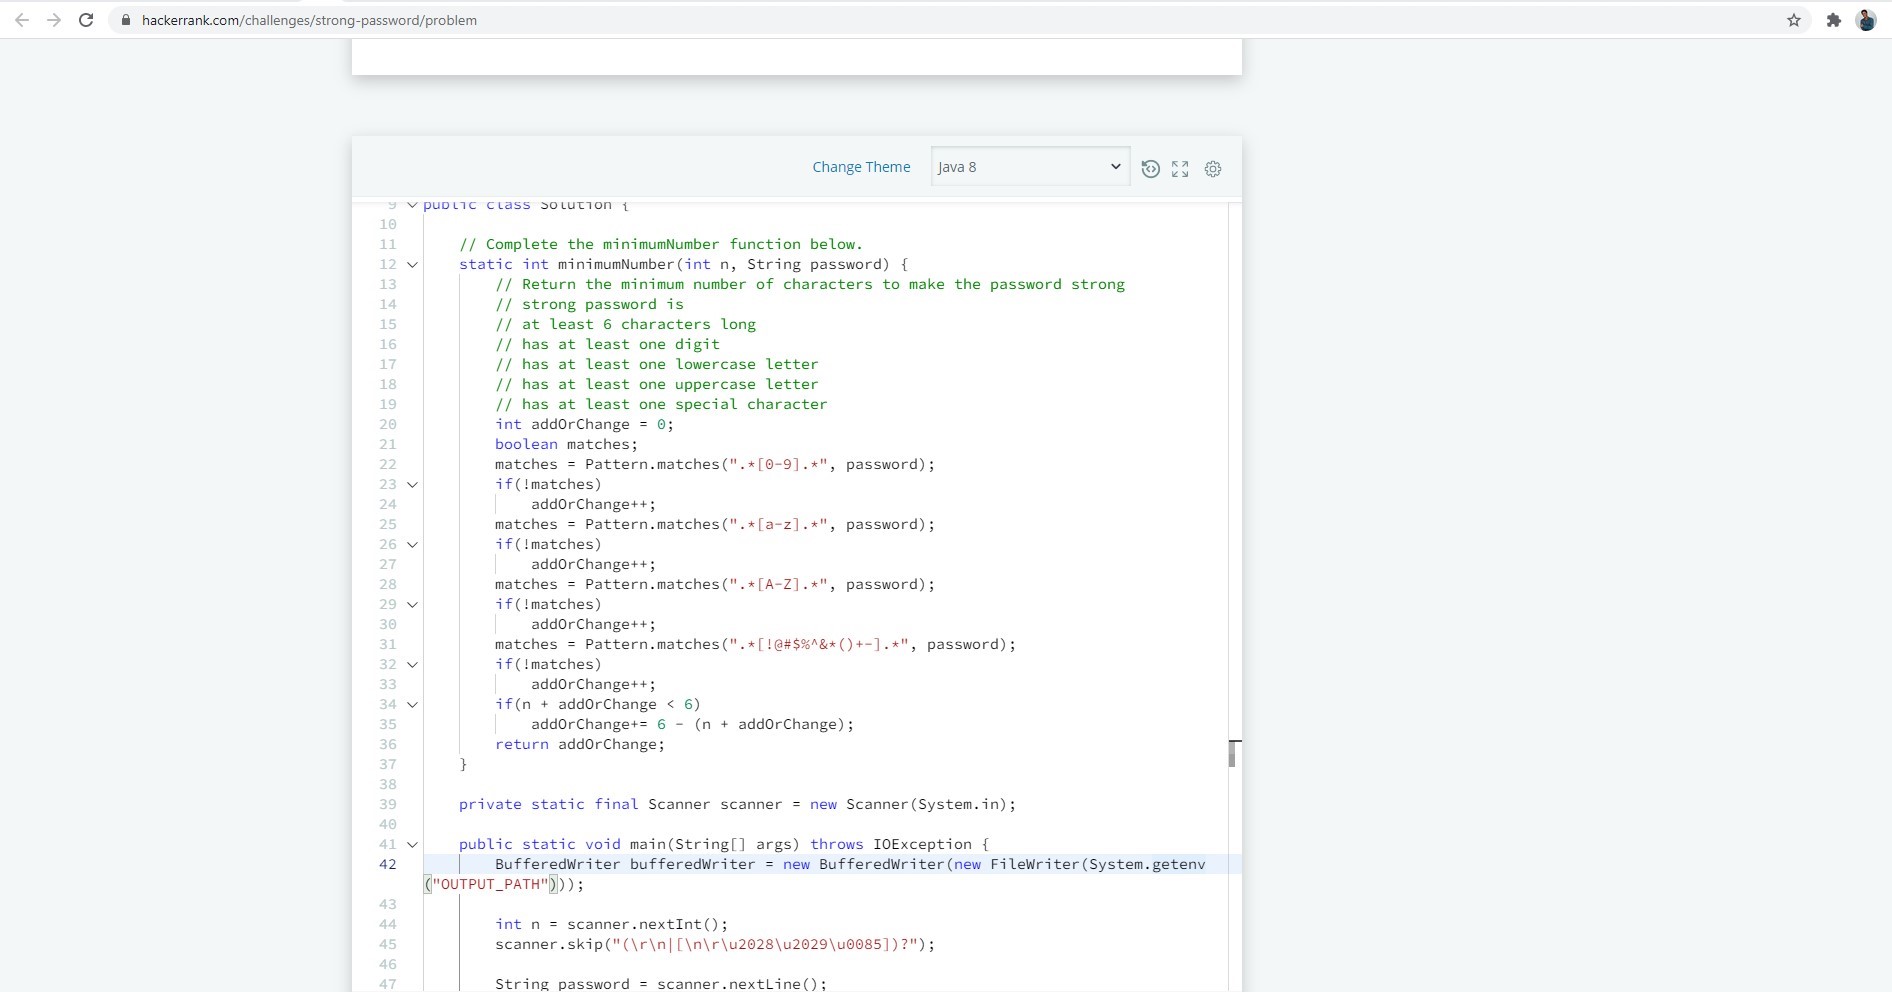 hackerrank.com/challenges/strong-password/problem
Change Theme
Java 8
9 public class Solution {
10
11 // Complete the minimumNumber function below.
12 static int minimumNumber(int n, String password) {
13 // Return the minimum number of characters to make the password strong
14 // strong password is
15 // at least 6 characters long
16 // has at least one digit
17 // has at least one lowercase letter
18 // has at least one uppercase letter
19 // has at least one special character
20 int addOrChange = 0;
21 boolean matches;
22 matches = Pattern.matches(".*[0-9].*", password);
23 if(!matches)
24 addOrChange++;
25 matches = Pattern.matches(".*[a-z].*", password);
26 if(!matches)
27 addOrChange++;
28 matches = Pattern.matches(".*[A-Z].*", password);
29 if(!matches)
30 addOrChange++;
31 matches = Pattern.matches(".*[!@#$%^&*()+-].*", password);
32 if(!matches)
33 addOrChange++;
34 if(n + addOrChange < 6)
35 addOrChange+= 6 - (n + addOrChange);
36 return addOrChange;
37 }
38
39 private static final Scanner scanner = new Scanner(System.in);
40
41 public static void main(String[] args) throws IOException {
42 BufferedWriter bufferedWriter = new BufferedWriter(new FileWriter(System.getenv
("OUTPUT_PATH")));
43
44 int n = scanner.nextInt();
45 scanner.skip("(\r\n|[\n\r\u2028\u2029\u0085])?");
46
47 String password = scanner.nextLine();